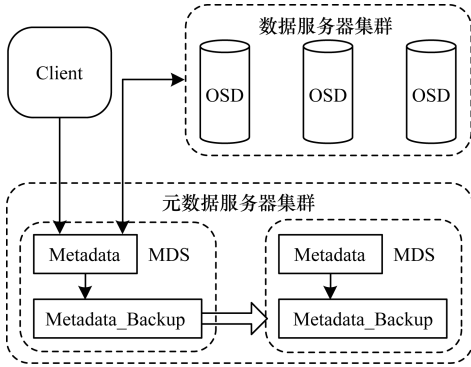 数据服务器集群
Client
OSD OSD OSD
元数据服务器集群
Metadata MDS Metadata MDS
Metadata_Backup Metadata_Backup